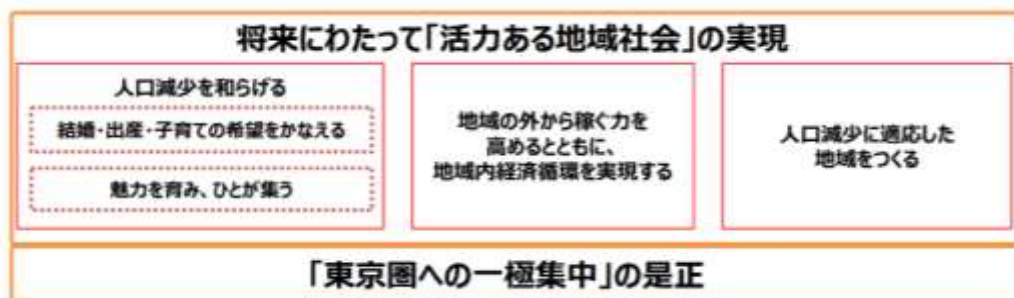 将来にわたって「活力ある地域社会」の実現
人口減少を和らげる
結婚・出産・子育ての希望をかなえる
魅力を育み、ひとが集う
地域の外から稼ぐ力を
高めるとともに、
地域内経済循環を実現する
人口減少に適応した
地域をつくる
「東京圏への一極集中」の是正